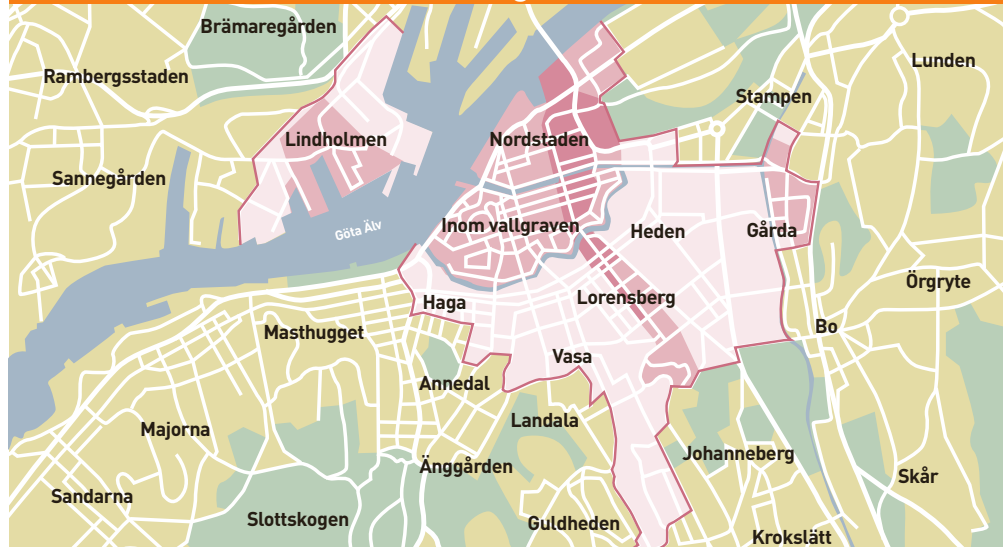 Brämaregården
Lunden
Rambergsstaden
Stampen
Lindholmen
Nordstaden
Sannegården
Göta Älv
Inom vallgraven
Heden
Gårda
Örgryte
Haga
Lorensberg
Masthugget
Bo
Vasa
Annedal
Landala
Majorna
Johanneberg
Änggården
Skår
Sandarna
Slottskogen
Guldheden
Krokslätt